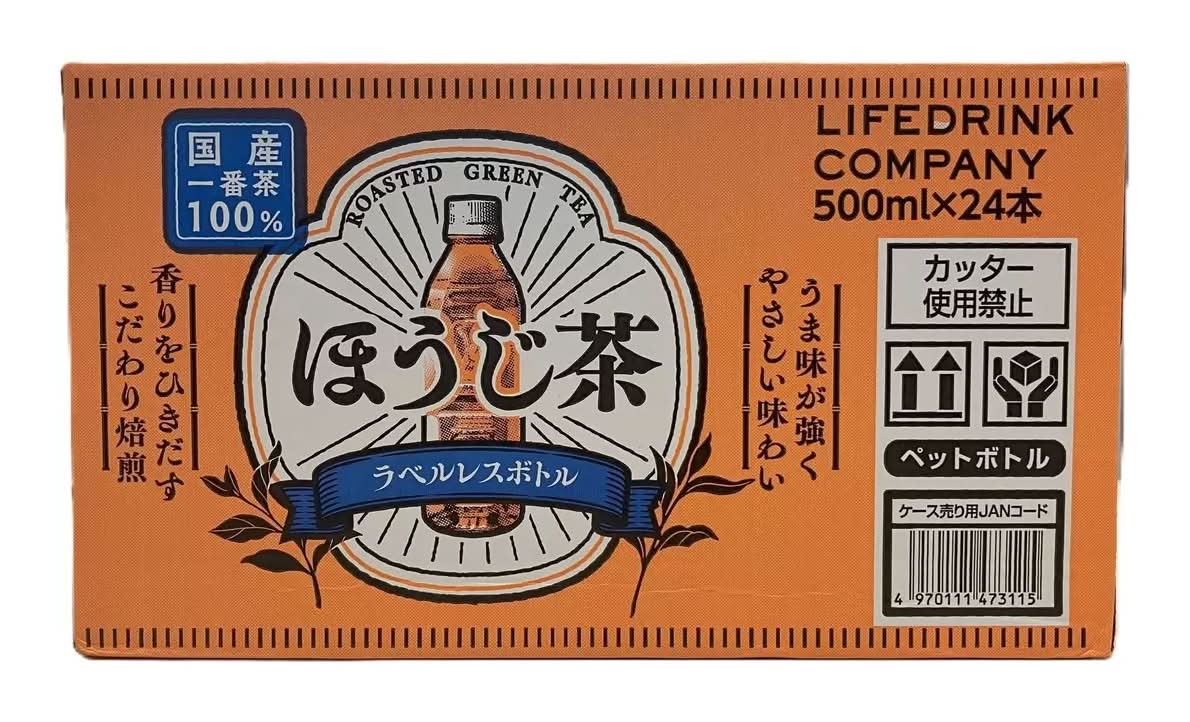 国産
一番茶
100%
ROASTED GREEN TEA
ほうじ茶
ラベルレスボトル
香りをひきだす
こだわり焙煎
うま味が強く
やさしい味わい
LIFEDRINK
COMPANY
500ml×24本
カッター
使用禁止
ペットボトル
ケース売り用JANコード
4 970111 473115